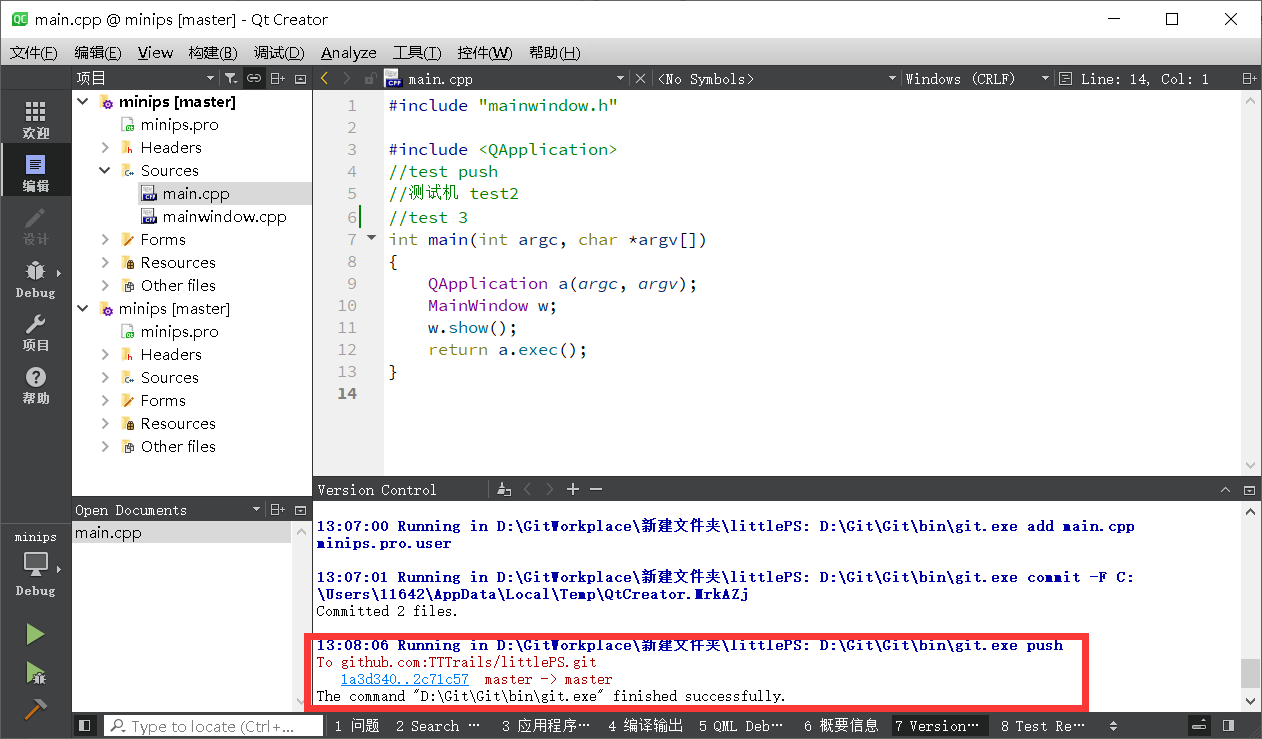 main.cpp @ minips [master] - Qt Creator
文件(F) 编辑(E) View 构建(B) 调试(D) Analyze 工具(T) 控件(W) 帮助(H)
项目
main.cpp
<No Symbols>
Windows (CRLF)
Line: 14, Col: 1
欢迎
编辑
设计
Debug
项目
帮助
minips
Debug
minips [master]
minips.pro
Headers
Sources
main.cpp
mainwindow.cpp
Forms
Resources
Other files
minips [master]
minips.pro
Headers
Sources
Forms
Resources
Other files
Open Documents
main.cpp
1 #include "mainwindow.h"
2
3 #include <QApplication>
4 //test push
5 //测试机 test2
6 //test 3
7 int main(int argc, char *argv[])
8 {
9 QApplication a(argc, argv);
10 MainWindow w;
11 w.show();
12 return a.exec();
13 }
14
Version Control
13:07:00 Running in D:\GitWorkplace\新建文件夹\littlePS: D:\Git\Git\bin\git.exe add main.cpp
minips.pro.user
13:07:01 Running in D:\GitWorkplace\新建文件夹\littlePS: D:\Git\Git\bin\git.exe commit -F C:
\Users\11642\AppData\Local\Temp\QtCreator.MrkAZj
Committed 2 files.
13:08:06 Running in D:\GitWorkplace\新建文件夹\littlePS: D:\Git\Git\bin\git.exe push
To github.com:TTTrails/littlePS.git
1a3d340..2c71c57 master -> master
The command "D:\Git\Git\bin\git.exe" finished successfully.
Type to locate (Ctrl+...
1 问题 2 Search ⋯ 3 应用程序⋯ 4 编译输出 5 QML Deb⋯ 6 概要信息 7 Version⋯ 8 Test Re⋯